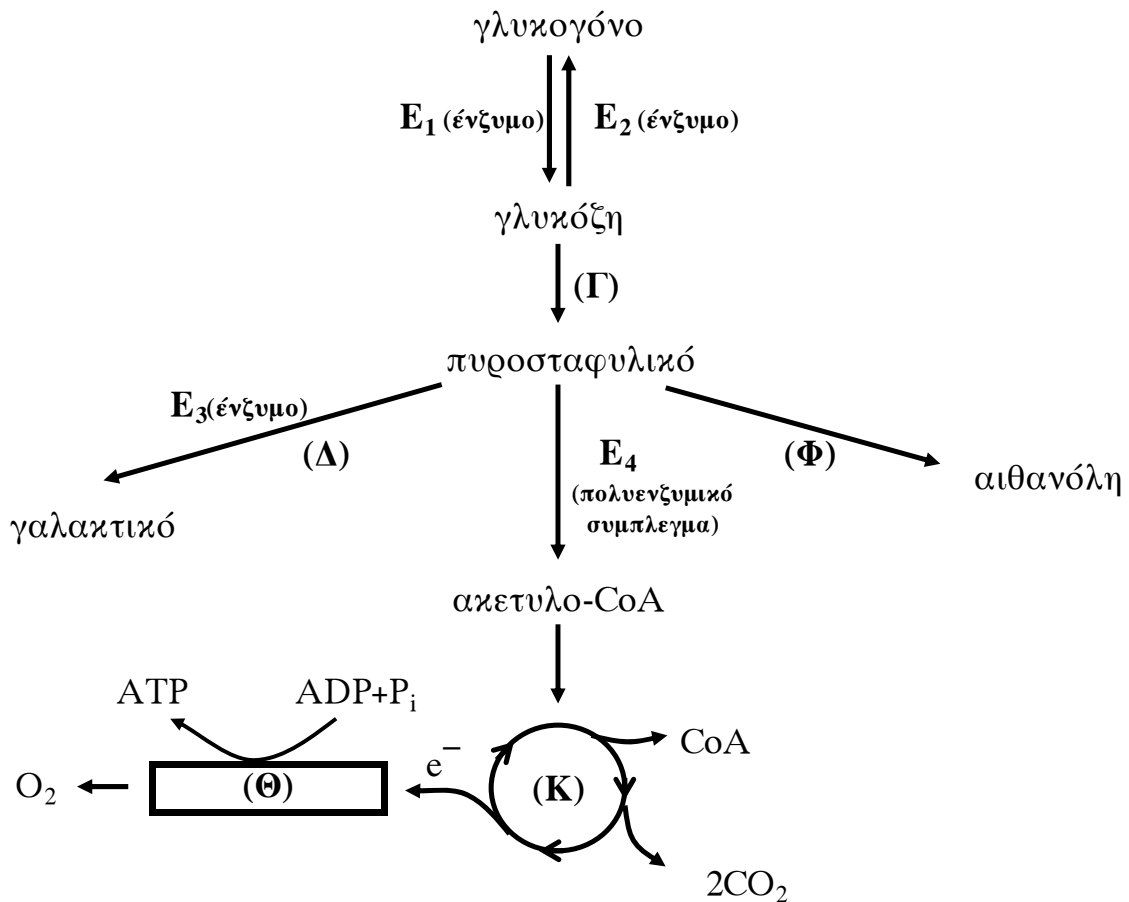 γλυκογόνο
E1 (ένζυμο) E2 (ένζυμο)
γλυκόζη
(Γ)
πυροσταφυλικό
E3(ένζυμο)
(Δ)
E4
(πολυενζυμικό
σύμπλεγμα)
(Φ)
αιθανόλη
γαλακτικό
ακετυλο-CoA
ATP ADP+Pi
O2 (Θ) e– (K) CoA
2CO2